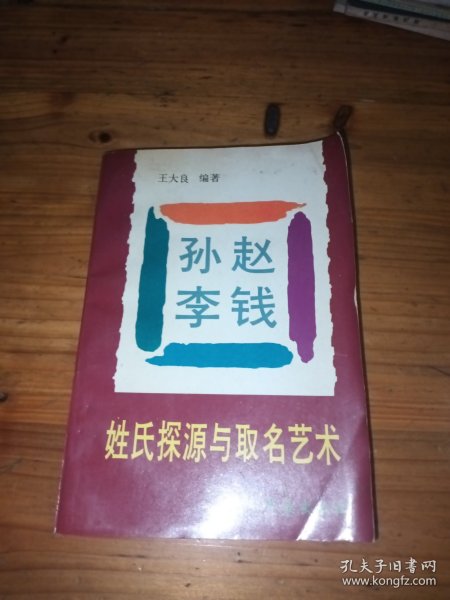 王大良 编著
孙赵
李钱
姓氏探源与取名艺术
孔夫子旧书网
www.kongfz.com